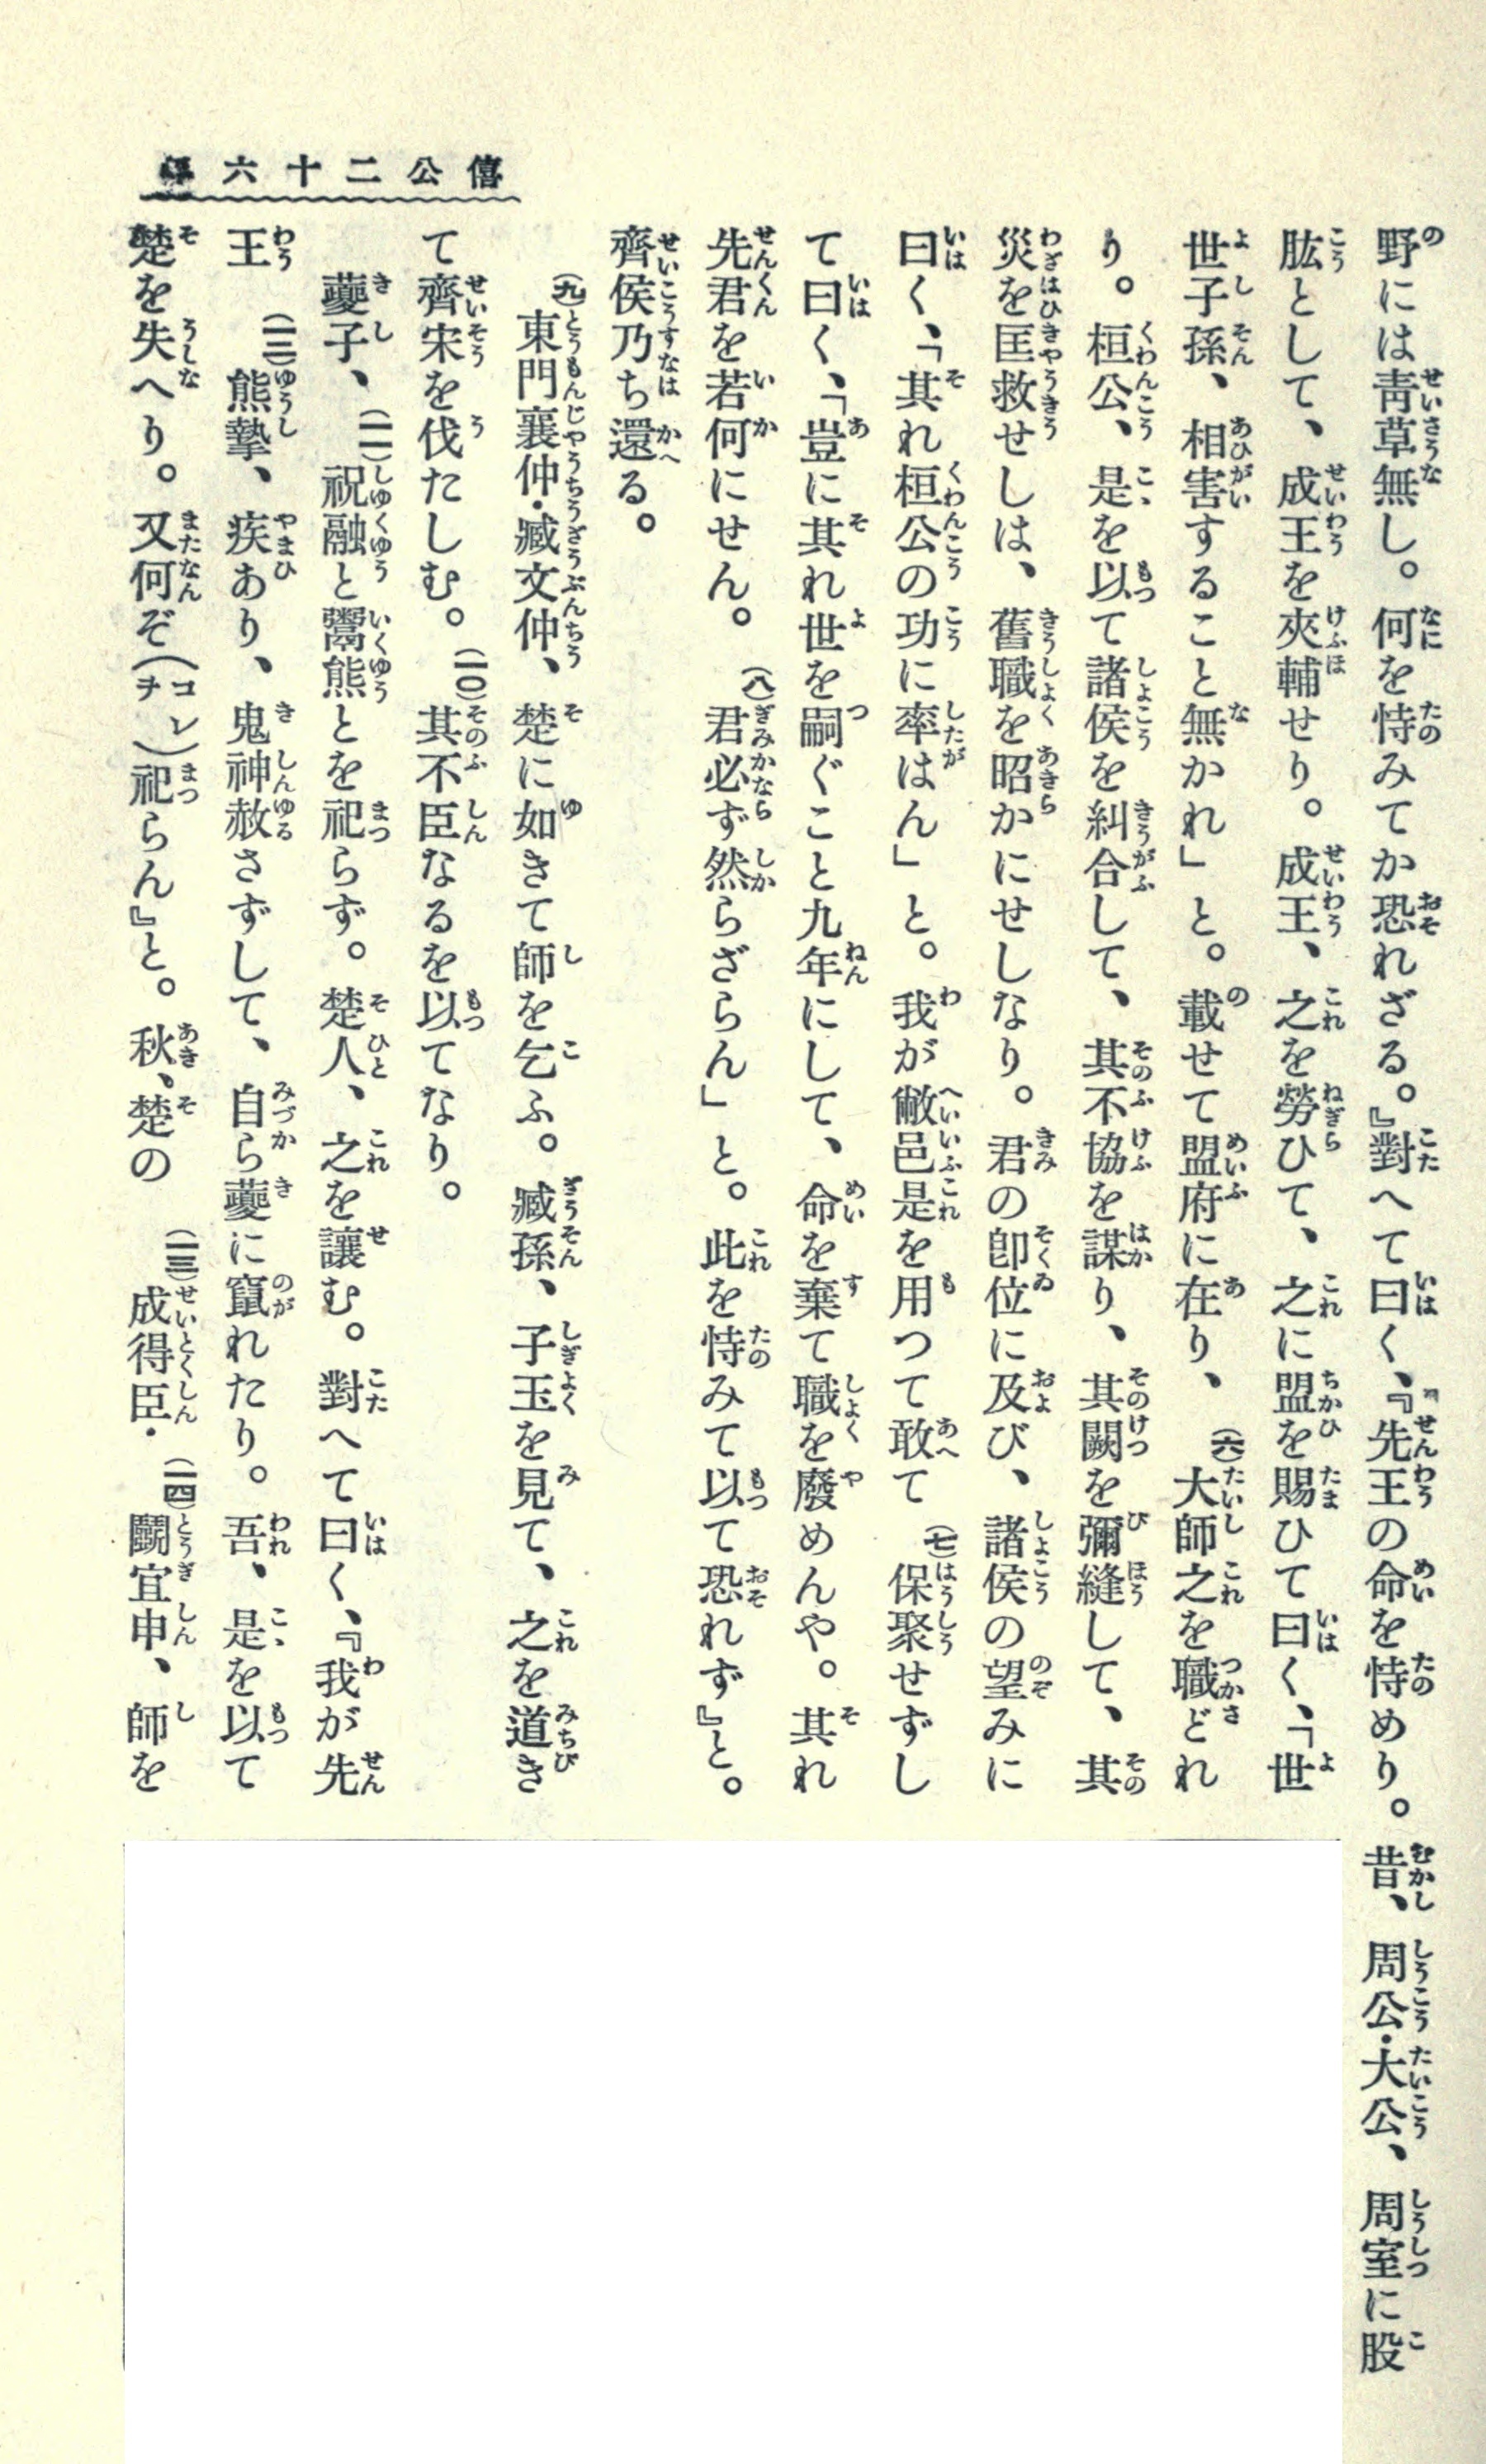 僖公二十六年
野には靑草無し。何を恃みてか恐れざる。』對へて曰く、『先王の命を恃めり。昔、周公・大公、周室に股
肱として、成王を夾輔せり。成王、之を勞ひて、之に盟を賜ひて曰く、「世
世子孫、相害すること無かれ」と。載せて盟府に在り、(六)大師之を職どれ
り。桓公、是を以て諸侯を糾合して、其不協を謀り、其闕を彌縫して、其
災を匡救せしは、舊職を昭かにせしなり。君の卽位に及び、諸侯の望みに
曰く、「其れ桓公の功に率はん」と。我が敝邑是を用つて敢て(七)保聚せずし
て曰く、「豈に其れ世を嗣ぐこと九年にして、命を棄て職を廢めんや。其れ
先君を若何にせん。(八)君必ず然らざらん」と。此を恃みて以て恐れず』と。
齊侯乃ち還る。
(九)東門襄仲・臧文仲、楚に如きて師を乞ふ。臧孫、子玉を見て、之を道き
て齊宋を伐たしむ。(一〇)其不臣なるを以てなり。
夔子、(一一)祝融と鬻熊とを祀らず。楚人、之を讓む。對へて曰く、『我が先
王(一二)熊摯、疾あり、鬼神赦さずして、自ら夔に竄れたり。吾、是を以て
楚を失へり。又何ぞ(コレヲ)祀らん』と。秋、楚の(一三)成得臣・(一四)鬭宜申、師を